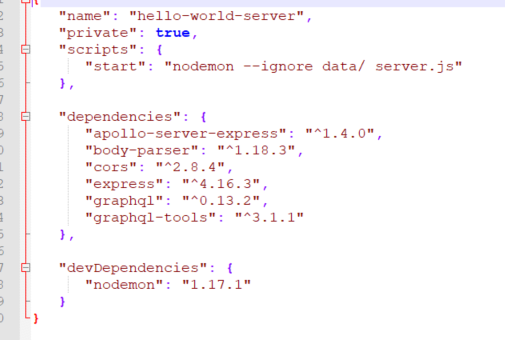 {
"name": "hello-world-server",
"private": true,
"scripts": {
"start": "nodemon --ignore data/ server.js"
},
"dependencies": {
"apollo-server-express": "^1.4.0",
"body-parser": "^1.18.3",
"cors": "^2.8.4",
"express": "^4.16.3",
"graphql": "^0.13.2",
"graphql-tools": "^3.1.1"
},
"devDependencies": {
"nodemon": "1.17.1"
}
}